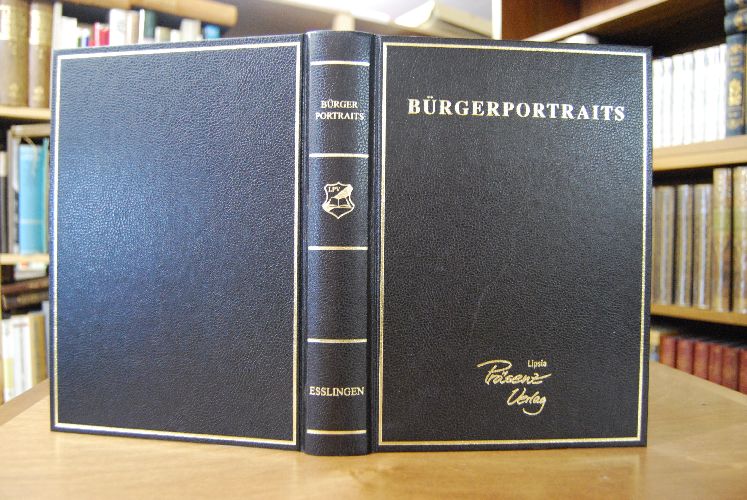 BÜRGER
PORTRAITS
LPV
ESSLINGEN
BÜRGERPORTRAITS
Lipsia
Präsenz
Verlag